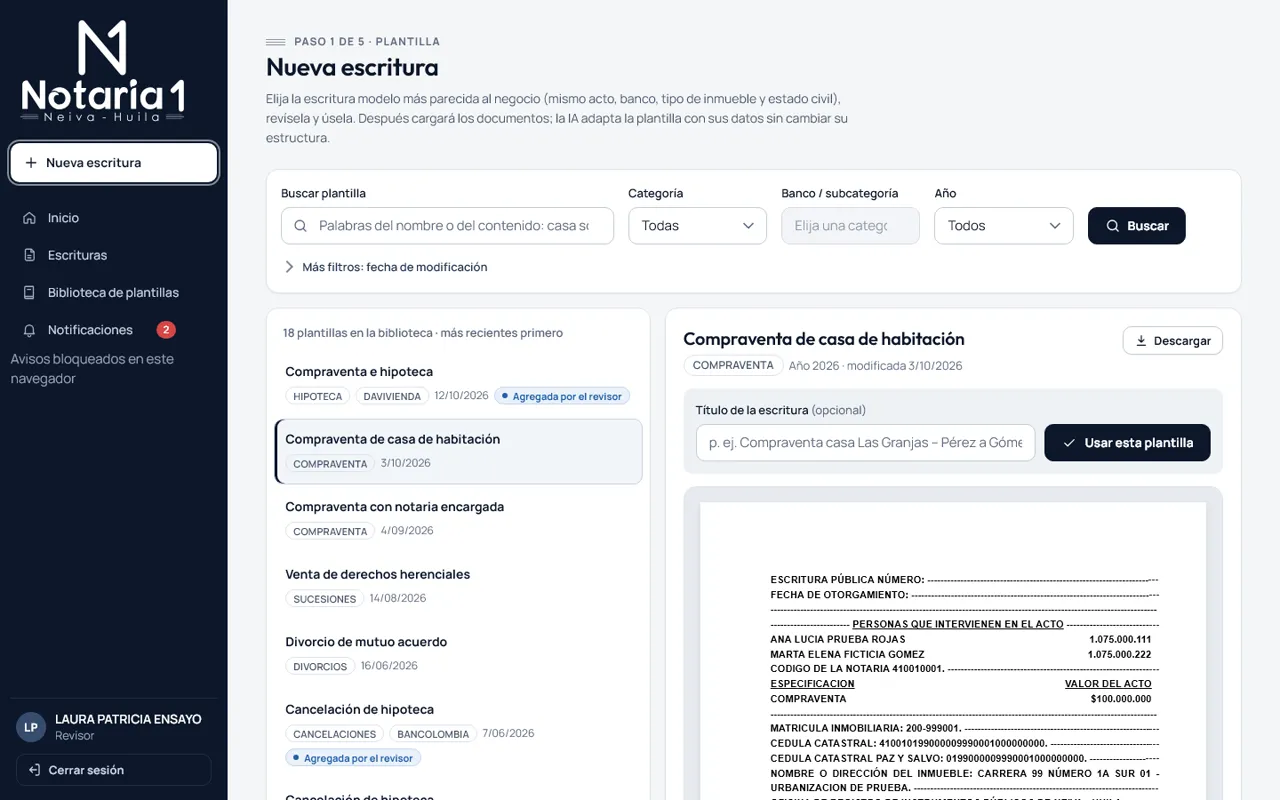 Notaría 1
Neiva - Huila
Nueva escritura
Inicio
Escrituras
Biblioteca de plantillas
Notificaciones 2
Avisos bloqueados en este
navegador
LP LAURA PATRICIA ENSAYO
Revisor
Cerrar sesión
PASO 1 DE 5 · PLANTILLA
Nueva escritura
Elija la escritura modelo más parecida al negocio (mismo acto, banco, tipo de inmueble y estado civil),
revísela y úsela. Después cargará los documentos; la IA adapta la plantilla con sus datos sin cambiar su
estructura.
Buscar plantilla
Palabras del nombre o del contenido: casa
Categoría
Todas
Banco / subcategoría
Elija una categ
Año
Todos
Buscar
Más filtros: fecha de modificación
18 plantillas en la biblioteca · más recientes primero
Compraventa e hipoteca
HIPOTECA DAVIVIENDA 12/10/2026 Agregada por el revisor
Compraventa de casa de habitación
COMPRAVENTA 3/10/2026
Compraventa con notaria encargada
COMPRAVENTA 4/09/2026
Venta de derechos herenciales
SUCESIONES 14/08/2026
Divorcio de mutuo acuerdo
DIVORCIOS 16/06/2026
Cancelación de hipoteca
CANCELACIONES BANCOLOMBIA 7/06/2026
Agregada por el revisor
Cancelación de hipoteca
Compraventa de casa de habitación
COMPRAVENTA Año 2026 · modificada 3/10/2026
Descargar
Título de la escritura (opcional)
p. ej. Compraventa casa Las Granjas – Pérez a Góme
Usar esta plantilla
ESCRITURA PÚBLICA NÚMERO: ---
FECHA DE OTORGAMIENTO: ---
PERSONAS QUE INTERVIENEN EN EL ACTO
ANA LUCIA PRUEBA ROJAS 1.075.000.111
MARTA ELENA FICTICIA GOMEZ 1.075.000.222
CODIGO DE LA NOTARIA 410010001. ---
ESPECIFICACION VALOR DEL ACTO
COMPRAVENTA $100.000.000
MATRICULA INMOBILIARIA: 200-999001. ---
CEDULA CATASTRAL: 410010199000009990001000000000. ---
CEDULA CATASTRAL PAZ Y SALVO: 0199000009990001000000000. ---
NOMBRE O DIRECCIÓN DEL INMUEBLE: CARRERA 99 NÚMERO 1A SUR 01 -
URBANIZACION DE PRUEBA. ---